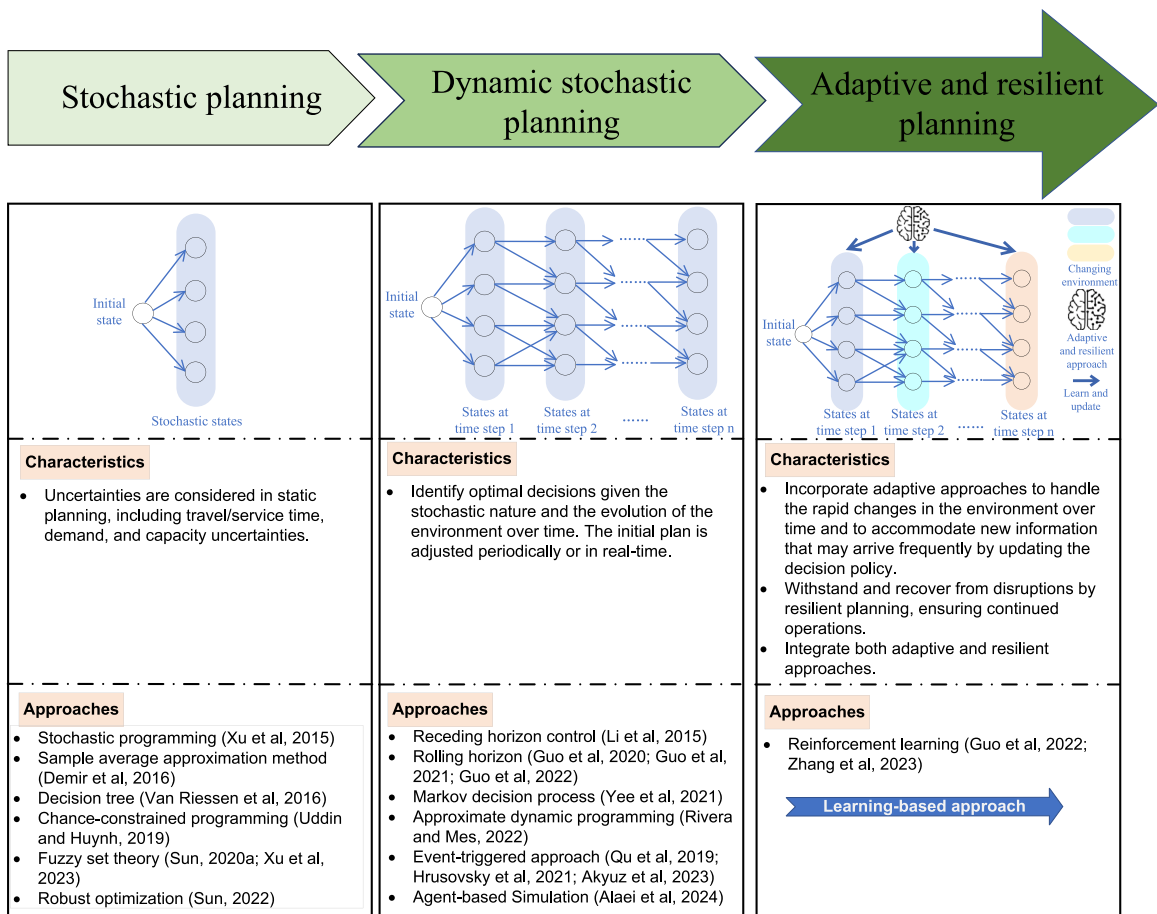 Stochastic planning
Dynamic stochastic
planning
Adaptive and resilient
planning
Initial
state
Stochastic states
Initial
state
States at
time step 1
States at
time step 2
......
......
......
......
......
States at
time step n
Initial
state
......
......
......
......
States at
time step 1
States at
time step 2
......
States at
time step n
Changing
environment
Adaptive
and resilient
approach
Learn and
update
Characteristics
• Uncertainties are considered in static
planning, including travel/service time,
demand, and capacity uncertainties.
Characteristics
• Identify optimal decisions given the
stochastic nature and the evolution of the
environment over time. The initial plan is
adjusted periodically or in real-time.
Characteristics
• Incorporate adaptive approaches to handle
the rapid changes in the environment over
time and to accommodate new information
that may arrive frequently by updating the
decision policy.
• Withstand and recover from disruptions by
resilient planning, ensuring continued
operations.
• Integrate both adaptive and resilient
approaches.
Approaches
• Stochastic programming (Xu et al, 2015)
• Sample average approximation method
(Demir et al, 2016)
• Decision tree (Van Riessen et al, 2016)
• Chance-constrained programming (Uddin
and Huynh, 2019)
• Fuzzy set theory (Sun, 2020a; Xu et al,
2023)
• Robust optimization (Sun, 2022)
Approaches
• Receding horizon control (Li et al, 2015)
• Rolling horizon (Guo et al, 2020; Guo et al,
2021; Guo et al, 2022)
• Markov decision process (Yee et al, 2021)
• Approximate dynamic programming (Rivera
and Mes, 2022)
• Event-triggered approach (Qu et al, 2019;
Hrusovsky et al, 2021; Akyuz et al, 2023)
• Agent-based Simulation (Alaei et al, 2024)
Approaches
• Reinforcement learning (Guo et al, 2022;
Zhang et al, 2023)
Learning-based approach